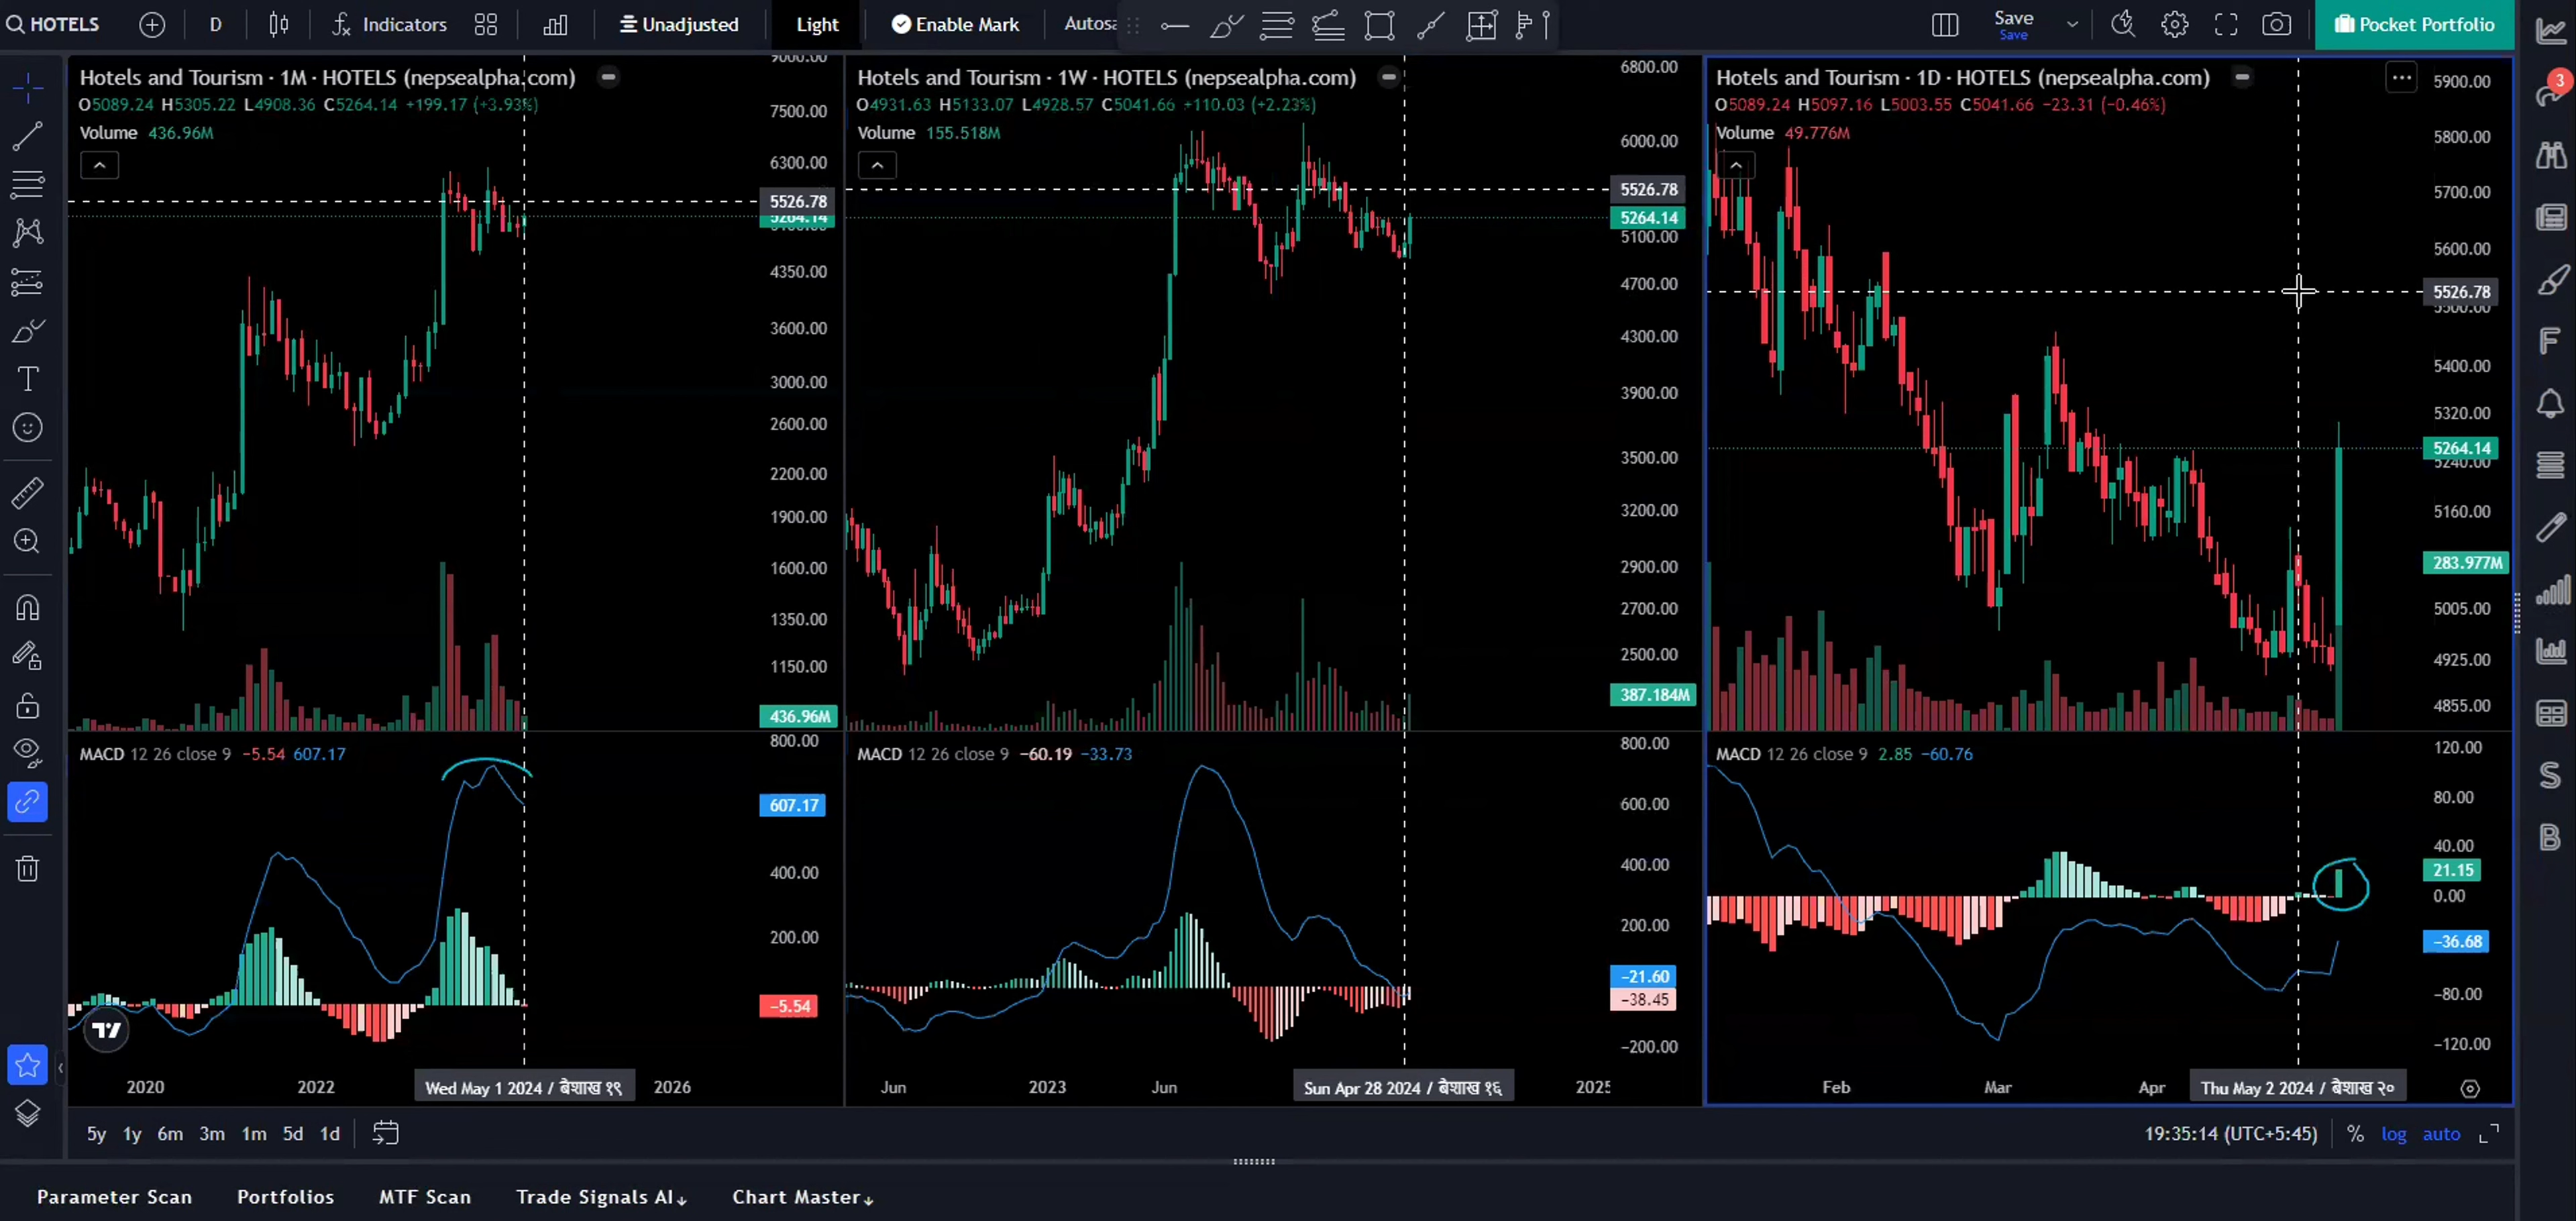 HOTELS
D
Indicators
Unadjusted
Light
Enable Mark
Autosa
Save
Save
Pocket Portfolio
3
Hotels and Tourism · 1M · HOTELS (nepsealpha.com)
O5089.24 H5305.22 L4908.36 C5264.14 +199.17 (+3.93%)
Volume 436.96M
9000.00
7500.00
6300.00
5526.78
5264.14
4350.00
3600.00
3000.00
2600.00
2200.00
1900.00
1600.00
1350.00
1150.00
436.96M
MACD 12 26 close 9 −5.54 607.17
800.00
607.17
400.00
200.00
−5.54
2020
2022
Wed May 1 2024 / बैशाख १९
2026
Hotels and Tourism · 1W · HOTELS (nepsealpha.com)
O4931.63 H5133.07 L4928.57 C5041.66 +110.03 (+2.23%)
Volume 155.518M
6800.00
6000.00
5526.78
5264.14
5100.00
4700.00
4300.00
3900.00
3500.00
3200.00
2900.00
2700.00
2500.00
387.184M
MACD 12 26 close 9 −60.19 −33.73
800.00
600.00
400.00
200.00
−21.60
−38.45
−200.00
Jun
2023
Jun
Sun Apr 28 2024 / बैशाख १६
2025
Hotels and Tourism · 1D · HOTELS (nepsealpha.com)
O5089.24 H5097.16 L5003.55 C5041.66 −23.31 (−0.46%)
Volume 49.776M
5900.00
5800.00
5700.00
5600.00
5526.78
5500.00
5400.00
5320.00
5264.14
5240.00
5160.00
283.977M
5005.00
4925.00
4855.00
MACD 12 26 close 9 2.85 −60.76
120.00
80.00
40.00
21.15
0.00
−36.68
−80.00
−120.00
Feb
Mar
Apr
Thu May 2 2024 / बैशाख २०
F
S
B
5y 1y 6m 3m 1m 5d 1d
19:35:14 (UTC+5:45)
%
log
auto
Parameter Scan
Portfolios
MTF Scan
Trade Signals AI
Chart Master